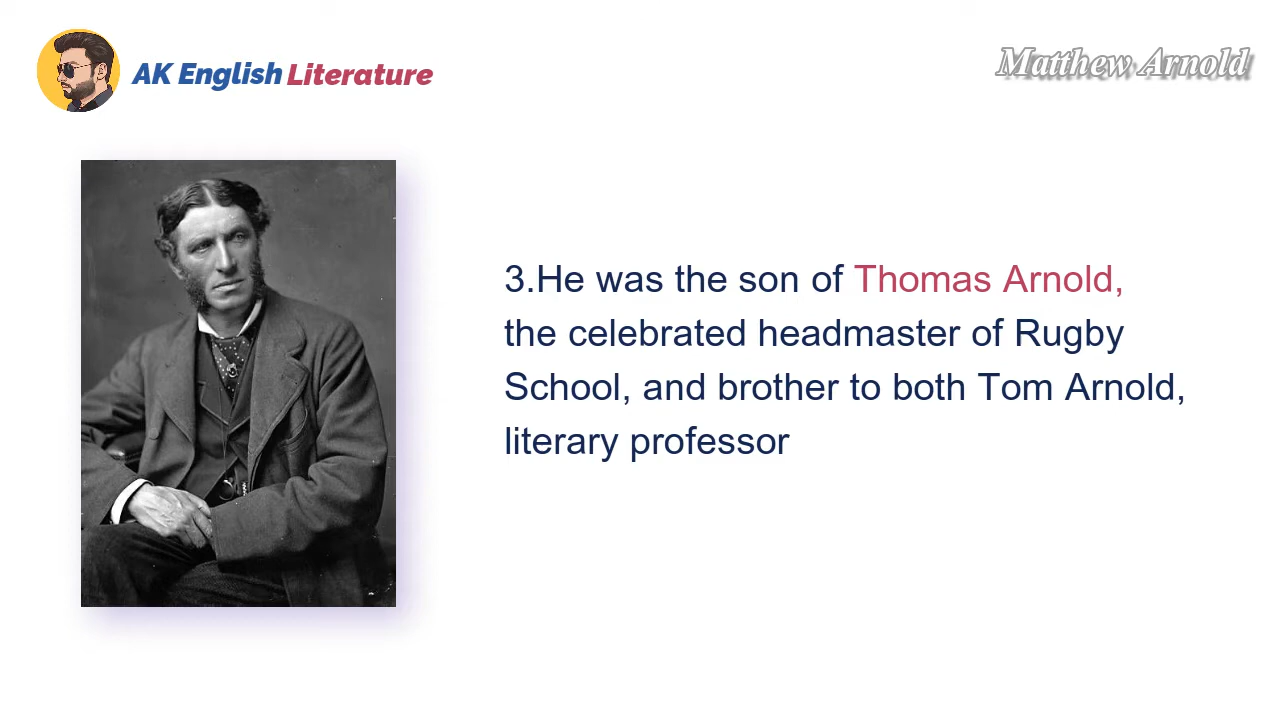 AK English Literature
Matthew Arnold
3.He was the son of Thomas Arnold,
the celebrated headmaster of Rugby
School, and brother to both Tom Arnold,
literary professor